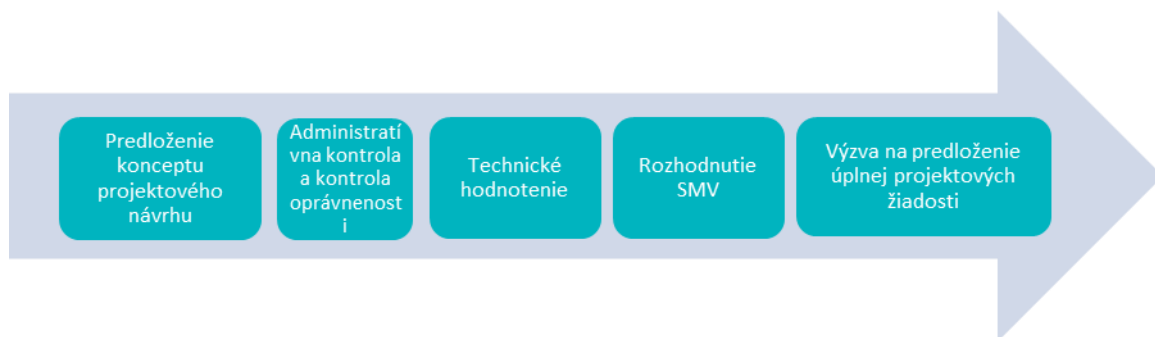 Predloženie
konceptu
projektového
návrhu
Administratí
vna kontrola
a kontrola
oprávnenost
i
Technické
hodnotenie
Rozhodnutie
SMV
Výzva na predloženie
úplnej projektových
žiadosti